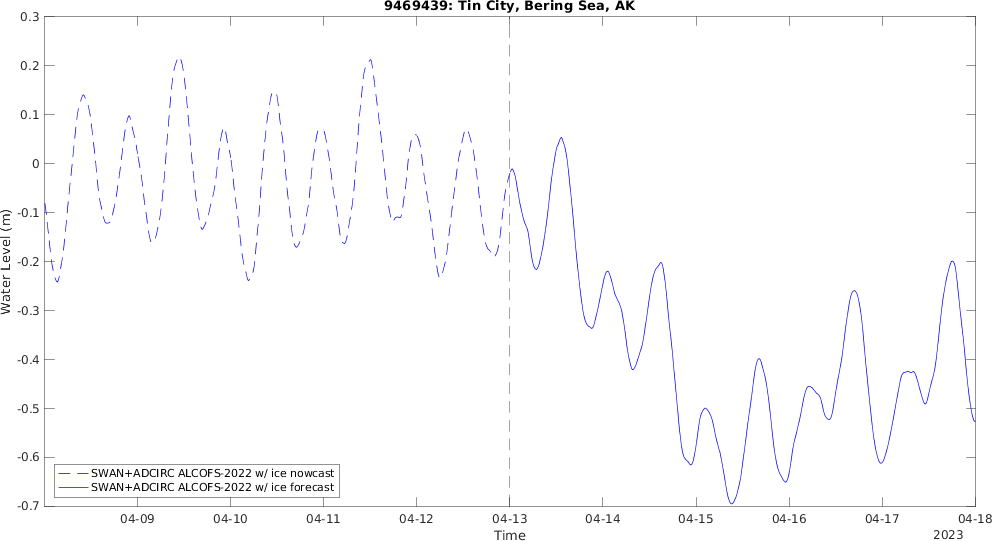 9469439: Tin City, Bering Sea, AK
0.3
0.2
0.1
0
-0.1
-0.2
-0.3
-0.4
-0.5
-0.6
-0.7
Water Level (m)
SWAN+ADCIRC ALCOFS-2022 w/ ice nowcast
SWAN+ADCIRC ALCOFS-2022 w/ ice forecast
04-09 04-10 04-11 04-12 04-13 04-14 04-15 04-16 04-17 04-18
Time
2023